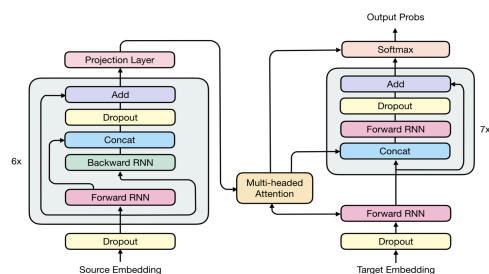 Output Probs
Projection Layer
Softmax
Add
Dropout
Concat
Backward RNN
Forward RNN
6x
Dropout
Source Embedding
Multi-headed
Attention
Add
Dropout
Forward RNN
Concat
7x
Forward RNN
Dropout
Target Embedding